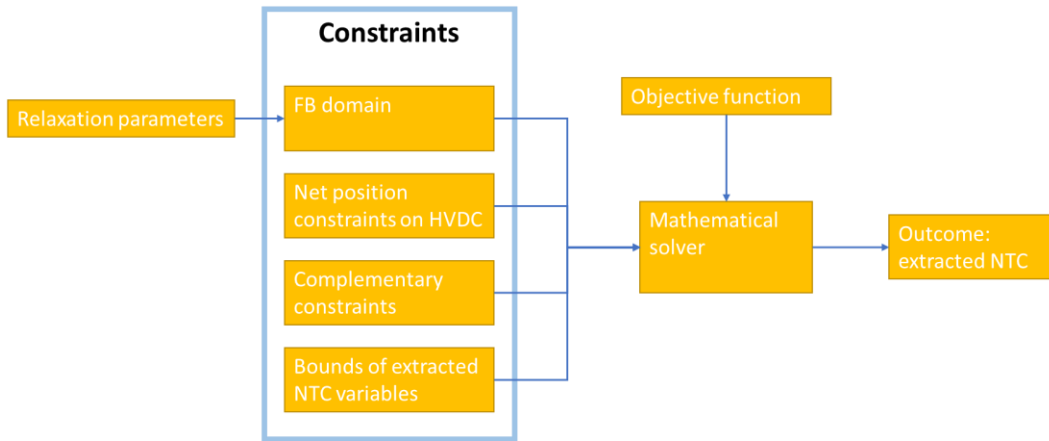 Constraints
Relaxation parameters
FB domain
Net position
constraints on HVDC
Complementary
constraints
Bounds of extracted
NTC variables
Objective function
Mathematical
solver
Outcome:
extracted NTC